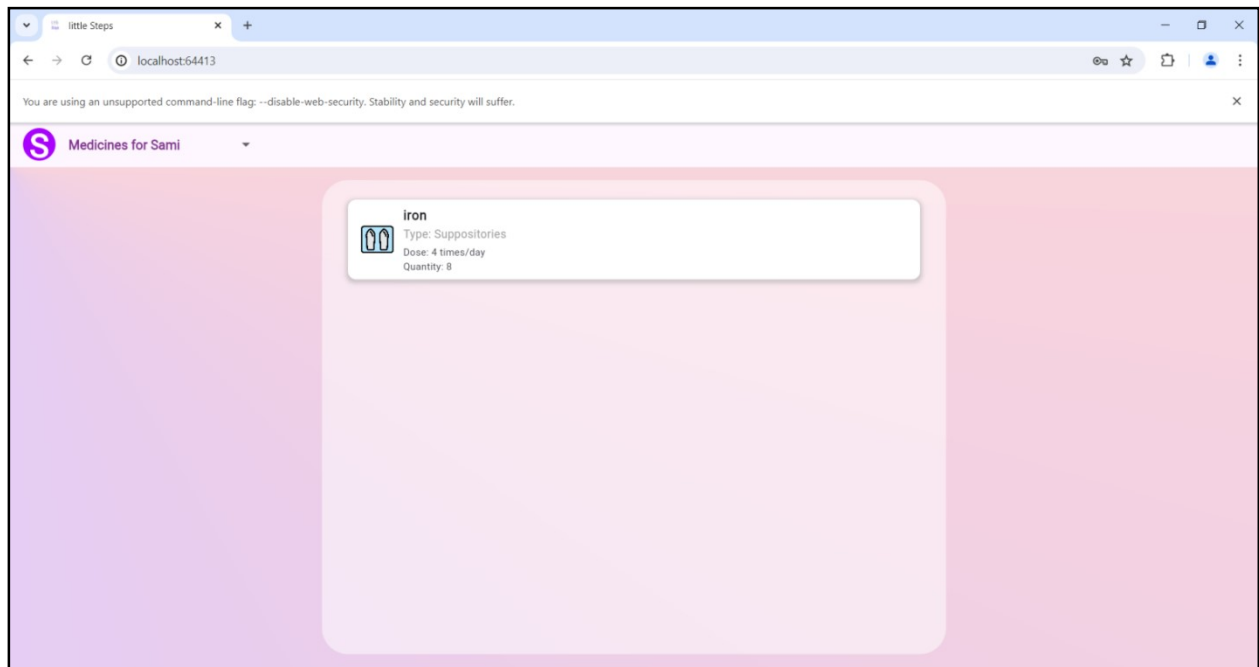 little Steps
localhost:64413
You are using an unsupported command-line flag: --disable-web-security. Stability and security will suffer.
S Medicines for Sami
iron
Type: Suppositories
Dose: 4 times/day
Quantity: 8